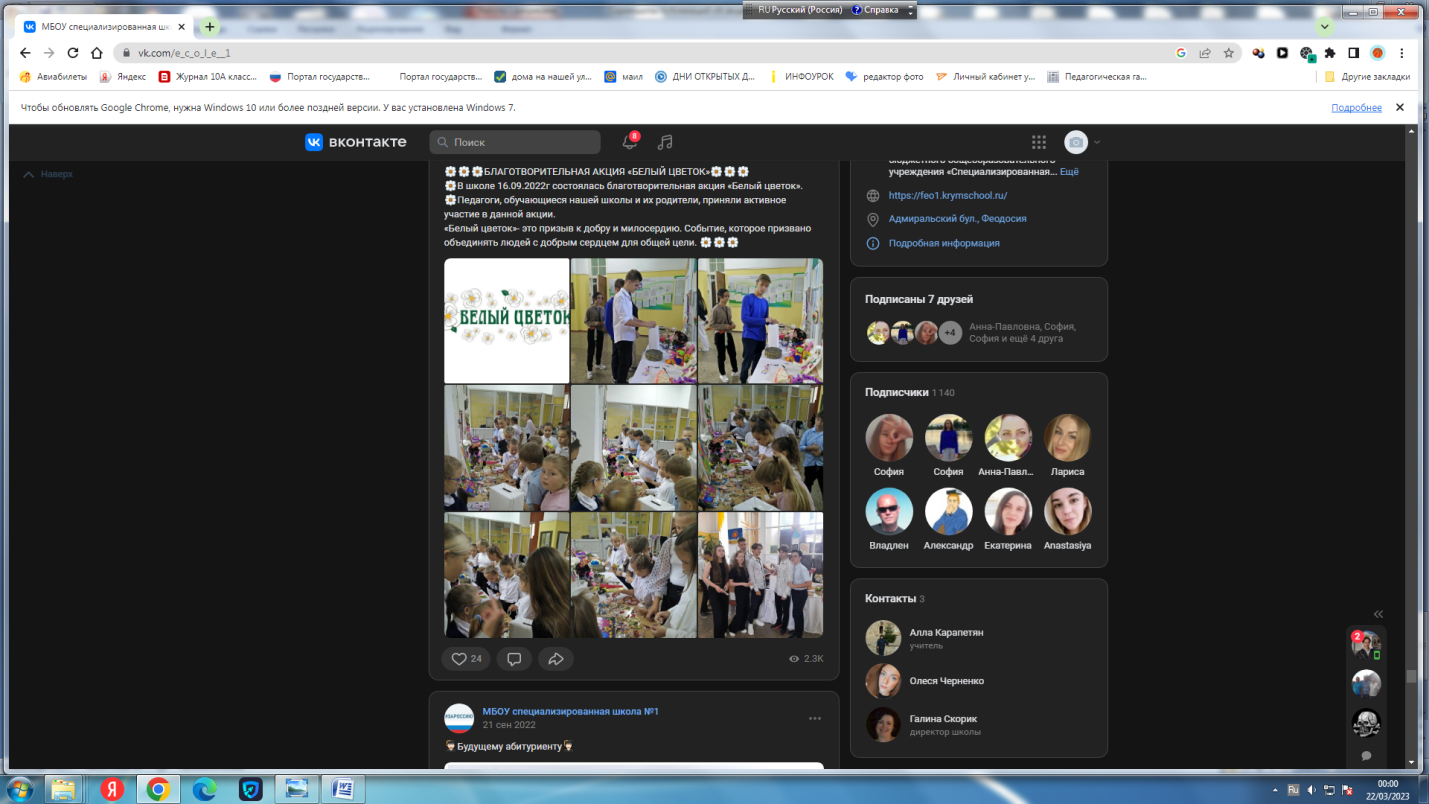 RU Русский (Россия) Справка
МБОУ специализированная шк
vk.com/e_c_o_l_e__1
Авиабилеты Яндекс Журнал 10А класс... Портал государств... Портал государств... дома на нашей ул... маил ДНИ ОТКРЫТЫХ Д... ИНФОУРОК редактор фото Личный кабинет у... Педагогическая га... Другие закладки
Чтобы обновлять Google Chrome, нужна Windows 10 или более поздней версии. У вас установлена Windows 7. Подробнее
вконтакте Поиск 8
Наверх
БЛАГОТВОРИТЕЛЬНАЯ АКЦИЯ «БЕЛЫЙ ЦВЕТОК»
В школе 16.09.2022г состоялась благотворительная акция «Белый цветок».
Педагоги, обучающиеся нашей школы и их родители, приняли активное
участие в данной акции.
«Белый цветок»- это призыв к добру и милосердию. Событие, которое призвано
объединять людей с добрым сердцем для общей цели.
БЕЛЫЙ ЦВЕТОК
24
2.3K
МБОУ специализированная школа №1
21 сен 2022
Будущему абитуриенту
бюджетного общеобразовательного
учреждения «Специализированная... Ещё
https://feo1.krymschool.ru/
Адмиральский бул., Феодосия
Подробная информация
Подписаны 7 друзей
+4
Анна-Павловна, София,
София и ещё 4 друга
Подписчики 1 140
София София Анна-Павл... Лариса
Владлен Александр Екатерина Anastasiya
Контакты 3
Алла Карапетян
учитель
Олеся Черненко
Галина Скорик
директор школы
2
Ru
00:00
22/03/2023